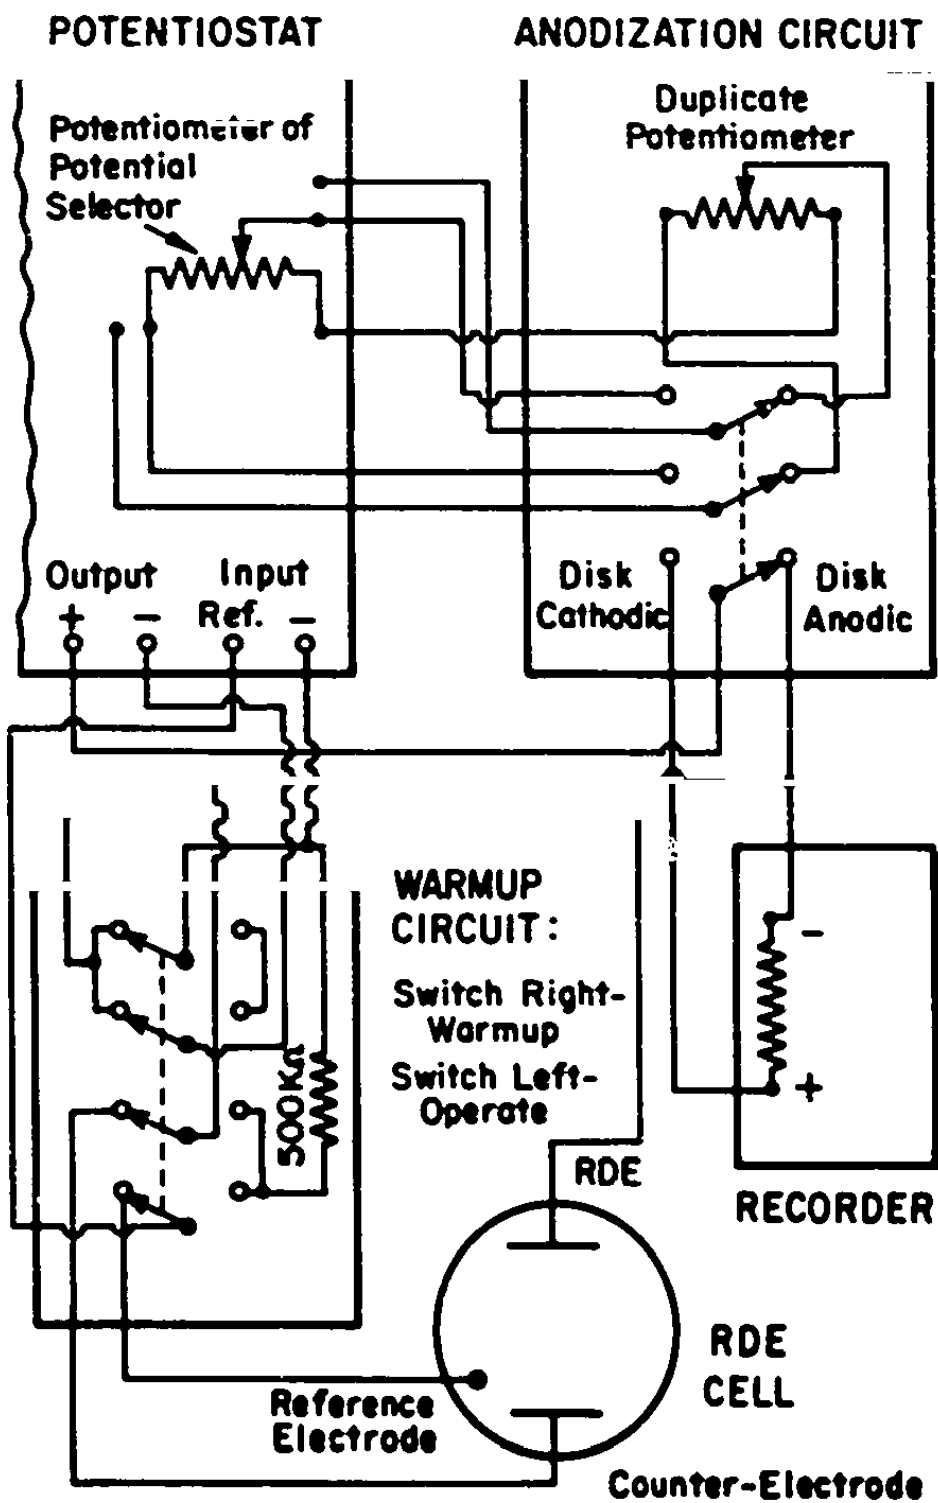 POTENTIOSTAT
ANODIZATION CIRCUIT
Potentiometer of
Potential
Selector
Duplicate
Potentiometer
Output
Input
+
-
Ref.
-
Disk
Cathodic
Disk
Anodic
WARMUP
CIRCUIT:
Switch Right-
Warmup
Switch Left-
Operate
500KΩ
-
+
RECORDER
RDE
RDE
CELL
Reference
Electrode
Counter-Electrode